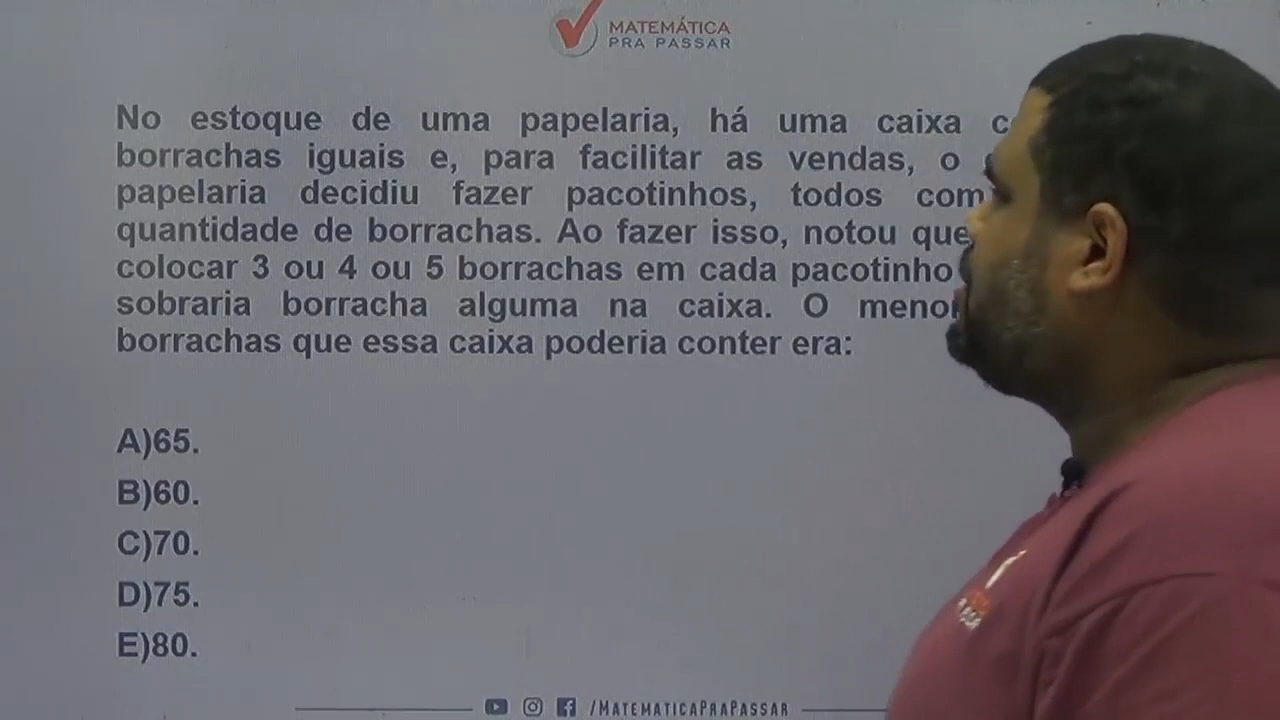 MATEMÁTICA
PRA PASSAR
No estoque de uma papelaria, há uma caixa
borrachas iguais e, para facilitar as vendas, o
papelaria decidiu fazer pacotinhos, todos com
quantidade de borrachas. Ao fazer isso, notou que
colocar 3 ou 4 ou 5 borrachas em cada pacotinho
sobraria borracha alguma na caixa. O menor
borrachas que essa caixa poderia conter era:
A)65.
B)60.
C)70.
D)75.
E)80.
/MATEMATICAPRAPASSAR